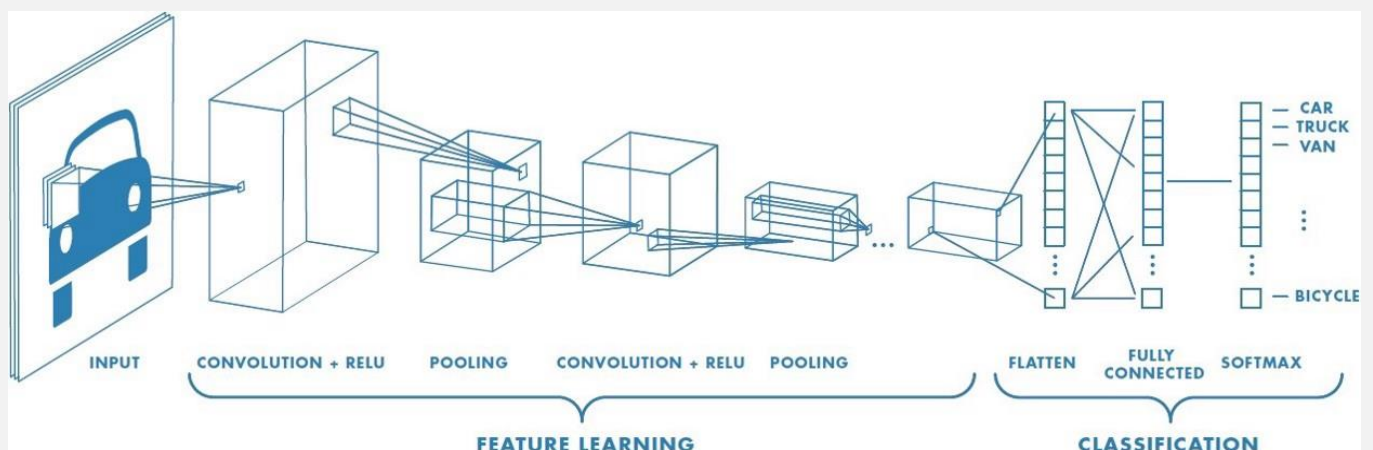 CAR
TRUCK
VAN
BICYCLE
INPUT
CONVOLUTION + RELU
POOLING
CONVOLUTION + RELU
POOLING
FLATTEN
FULLY
CONNECTED
SOFTMAX
FEATURE LEARNING
CLASSIFICATION